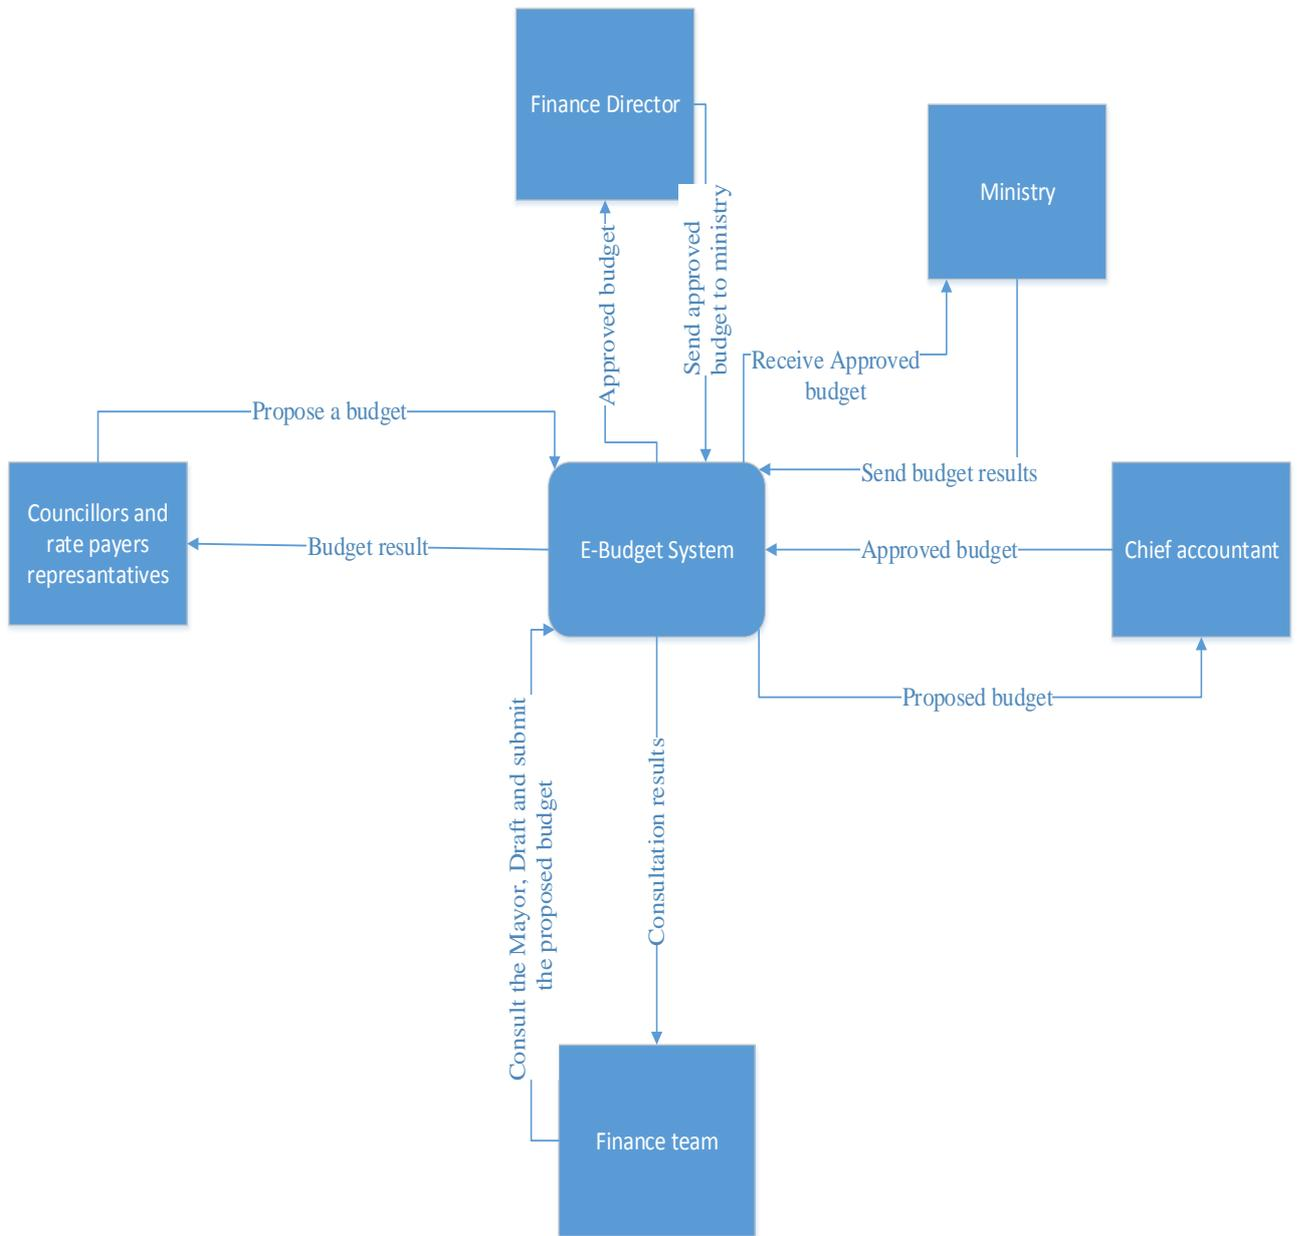 Finance Director
Ministry
Approved budget
Send approved
budget to ministry
Receive Approved
budget
Propose a budget
Send budget results
Councillors and
rate payers
represantatives
Budget result
E-Budget System
Approved budget
Chief accountant
Proposed budget
Consult the Mayor, Draft and submit
the proposed budget
Consultation results
Finance team